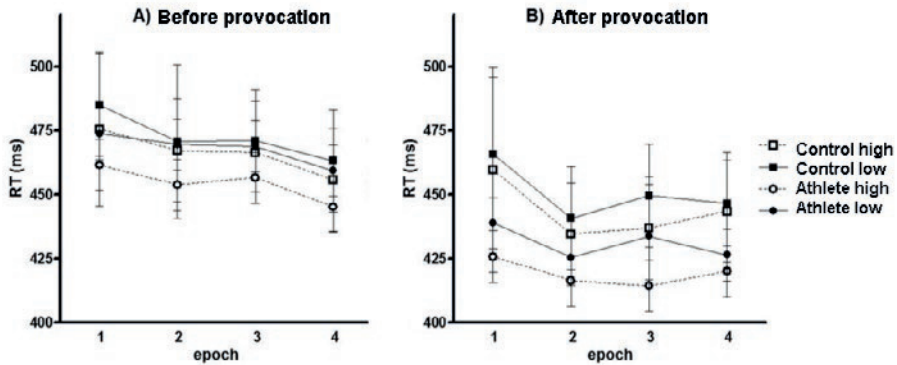 A) Before provocation
500
475
450
425
400
RT (ms)
1 2 3 4
epoch
B) After provocation
500
475
450
425
400
RT (ms)
1 2 3 4
epoch
Control high
Control low
Athlete high
Athlete low